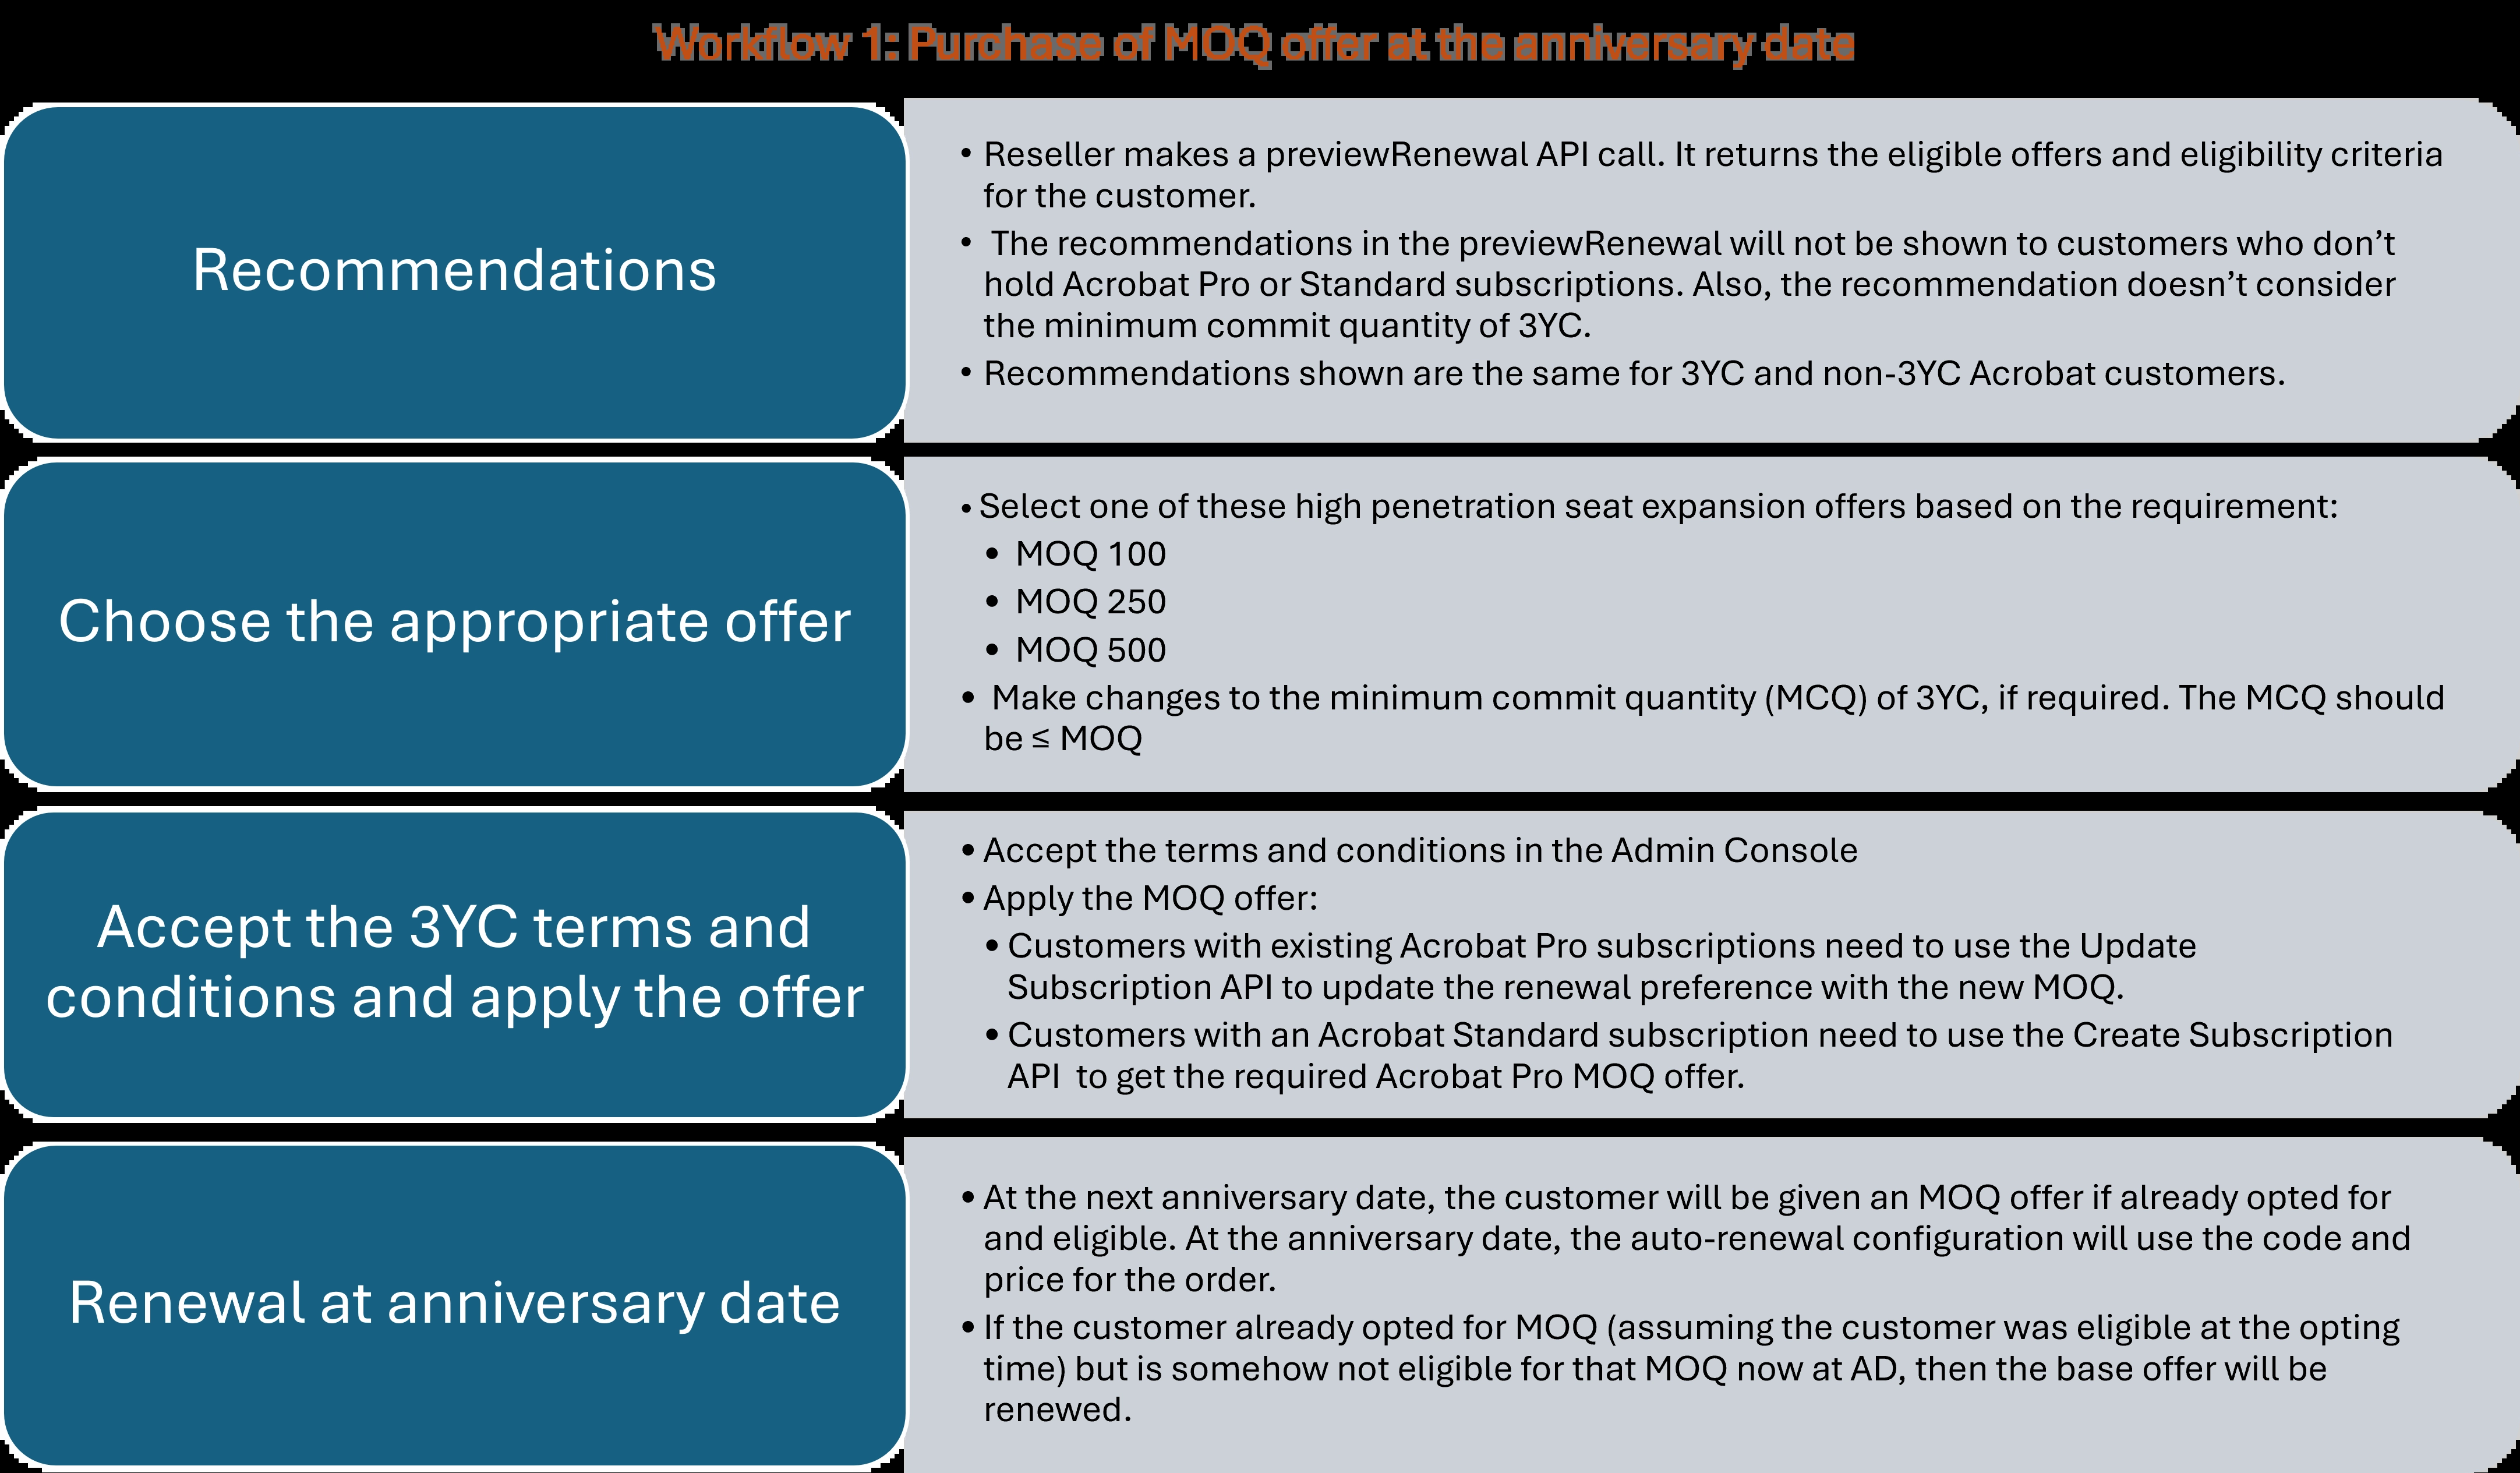 Workflow 1: Purchase of MOQ offer at the anniversary date
Recommendations
• Reseller makes a previewRenewal API call. It returns the eligible offers and eligibility criteria
for the customer.
• The recommendations in the previewRenewal will not be shown to customers who don’t
hold Acrobat Pro or Standard subscriptions. Also, the recommendation doesn’t consider
the minimum commit quantity of 3YC.
• Recommendations shown are the same for 3YC and non-3YC Acrobat customers.
Choose the appropriate offer
• Select one of these high penetration seat expansion offers based on the requirement:
• MOQ 100
• MOQ 250
• MOQ 500
• Make changes to the minimum commit quantity (MCQ) of 3YC, if required. The MCQ should
be ≤ MOQ
Accept the 3YC terms and
conditions and apply the offer
• Accept the terms and conditions in the Admin Console
• Apply the MOQ offer:
• Customers with existing Acrobat Pro subscriptions need to use the Update
Subscription API to update the renewal preference with the new MOQ.
• Customers with an Acrobat Standard subscription need to use the Create Subscription
API to get the required Acrobat Pro MOQ offer.
Renewal at anniversary date
• At the next anniversary date, the customer will be given an MOQ offer if already opted for
and eligible. At the anniversary date, the auto-renewal configuration will use the code and
price for the order.
• If the customer already opted for MOQ (assuming the customer was eligible at the opting
time) but is somehow not eligible for that MOQ now at AD, then the base offer will be
renewed.